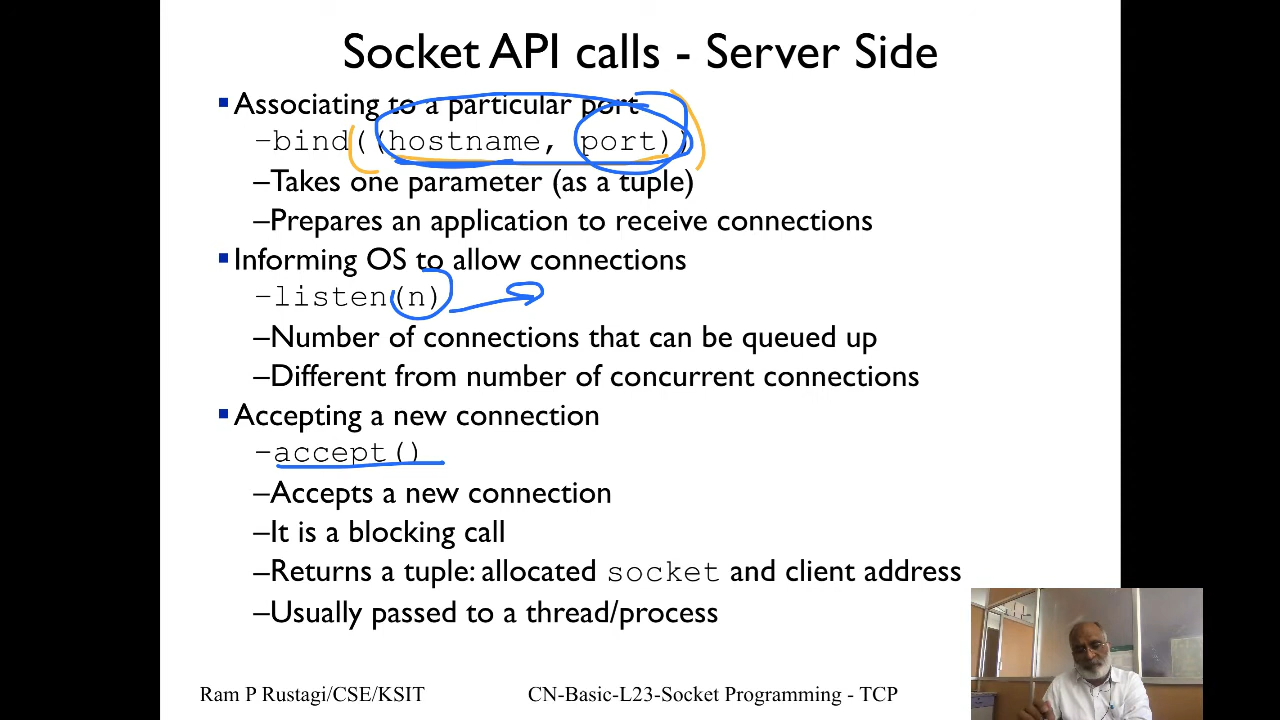 Socket API calls - Server Side
▪Associating to a particular port
–bind((hostname, port))
–Takes one parameter (as a tuple)
–Prepares an application to receive connections
▪Informing OS to allow connections
–listen(n)
–Number of connections that can be queued up
–Different from number of concurrent connections
▪Accepting a new connection
–accept()
–Accepts a new connection
–It is a blocking call
–Returns a tuple: allocated socket and client address
–Usually passed to a thread/process
Ram P Rustagi/CSE/KSIT
CN-Basic-L23-Socket Programming - TCP